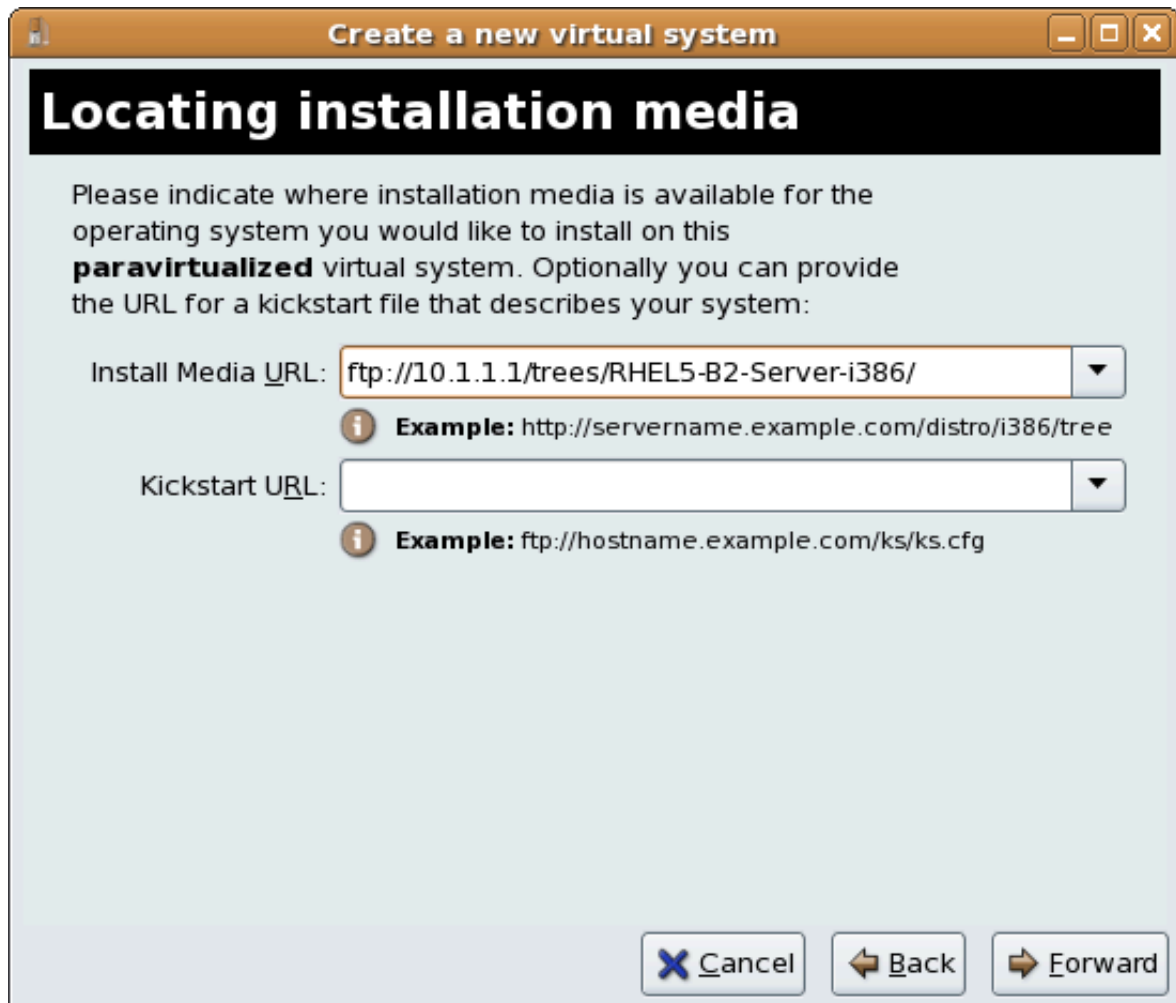 Create a new virtual system
Locating installation media
Please indicate where installation media is available for the
operating system you would like to install on this
paravirtualized virtual system. Optionally you can provide
the URL for a kickstart file that describes your system:
Install Media URL: ftp://10.1.1.1/trees/RHEL5-B2-Server-i386/
Example: http://servername.example.com/distro/i386/tree
Kickstart URL:
Example: ftp://hostname.example.com/ks/ks.cfg
Cancel Back Forward